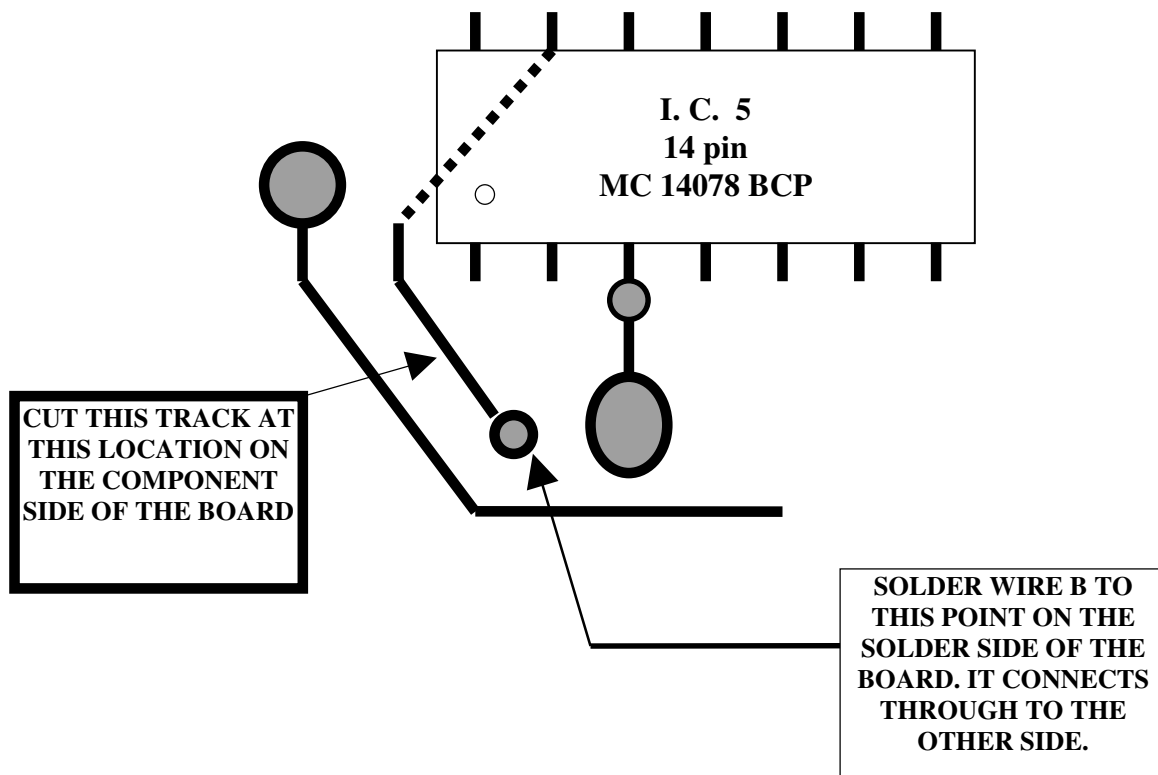 I. C. 5
14 pin
MC 14078 BCP
CUT THIS TRACK AT
THIS LOCATION ON
THE COMPONENT
SIDE OF THE BOARD
SOLDER WIRE B TO
THIS POINT ON THE
SOLDER SIDE OF THE
BOARD. IT CONNECTS
THROUGH TO THE
OTHER SIDE.